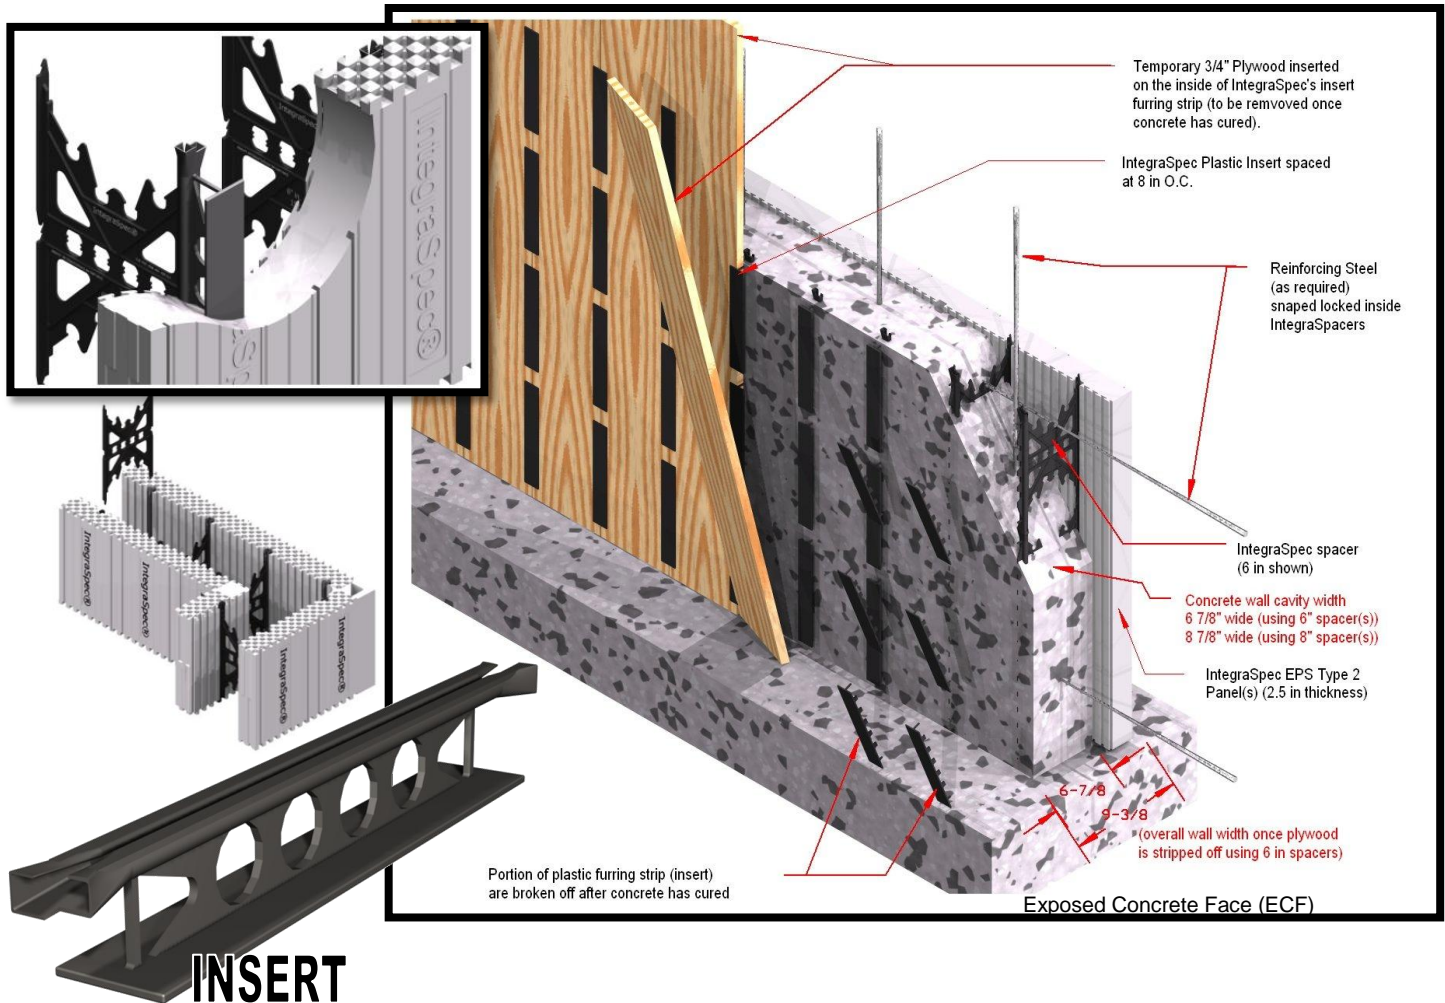 IntegraSpec®
IntegraSpec®
IntegraSpec®
IntegraSpec®
IntegraSpec®
IntegraSpec®
IntegraSpec®
INSERT
Temporary 3/4" Plywood inserted
on the inside of IntegraSpec's insert
furring strip (to be remvoved once
concrete has cured).
IntegraSpec Plastic Insert spaced
at 8 in O.C.
Reinforcing Steel
(as required)
snaped locked inside
IntegraSpacers
IntegraSpec spacer
(6 in shown)
Concrete wall cavity width
6 7/8" wide (using 6" spacer(s))
8 7/8" wide (using 8" spacer(s))
IntegraSpec EPS Type 2
Panel(s) (2.5 in thickness)
6-7/8
9-3/8
(overall wall width once plywood
is stripped off using 6 in spacers)
Portion of plastic furring strip (insert)
are broken off after concrete has cured
Exposed Concrete Face (ECF)